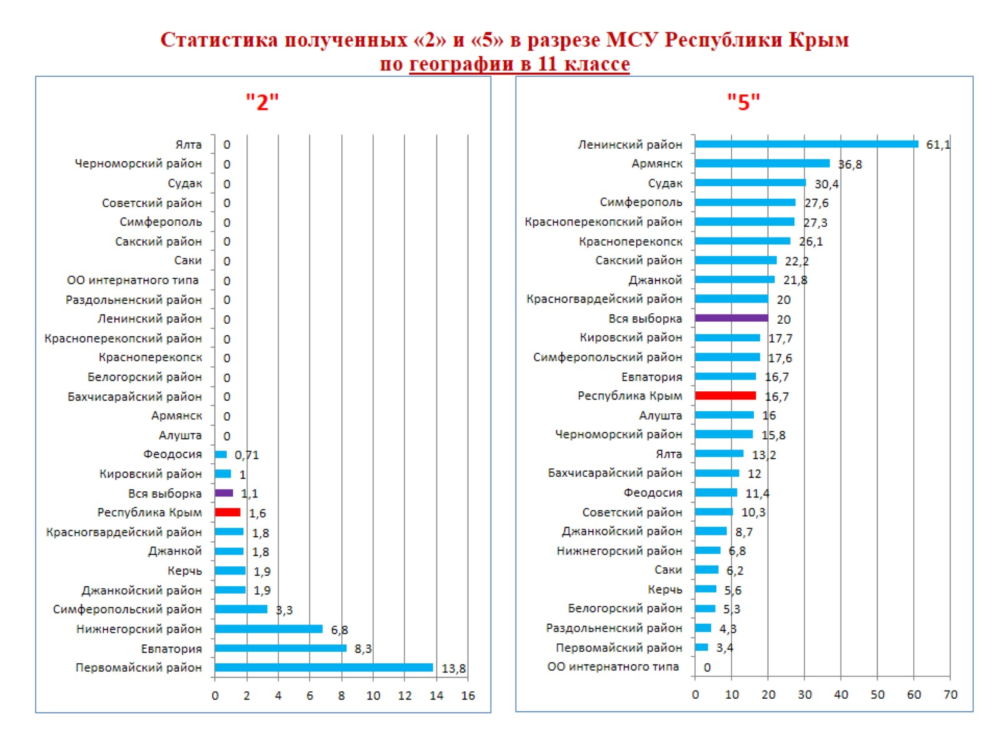 Статистика полученных «2» и «5» в разрезе МСУ Республики Крым
по географии в 11 классе
"2"
Ялта 0
Черноморский район 0
Судак 0
Советский район 0
Симферополь 0
Сакский район 0
Саки 0
ОО интернатного типа 0
Раздольненский район 0
Ленинский район 0
Красноперекопский район 0
Красноперекопск 0
Белогорский район 0
Бахчисарайский район 0
Армянск 0
Алушта 0
Феодосия 0,71
Кировский район 1
Вся выборка 1,1
Республика Крым 1,6
Красногвардейский район 1,8
Джанкой 1,8
Керчь 1,9
Джанкойский район 1,9
Симферопольский район 3,3
Нижнегорский район 6,8
Евпатория 8,3
Первомайский район 13,8
0 2 4 6 8 10 12 14 16
"5"
Ленинский район 61,1
Армянск 36,8
Судак 30,4
Симферополь 27,6
Красноперекопский район 27,3
Красноперекопск 26,1
Сакский район 22,2
Джанкой 21,8
Красногвардейский район 20
Вся выборка 20
Кировский район 17,7
Симферопольский район 17,6
Евпатория 16,7
Республика Крым 16,7
Алушта 16
Черноморский район 15,8
Ялта 13,2
Бахчисарайский район 12
Феодосия 11,4
Советский район 10,3
Джанкойский район 8,7
Нижнегорский район 6,8
Саки 6,2
Керчь 5,6
Белогорский район 5,3
Раздольненский район 4,3
Первомайский район 3,4
ОО интернатного типа 0
0 10 20 30 40 50 60 70